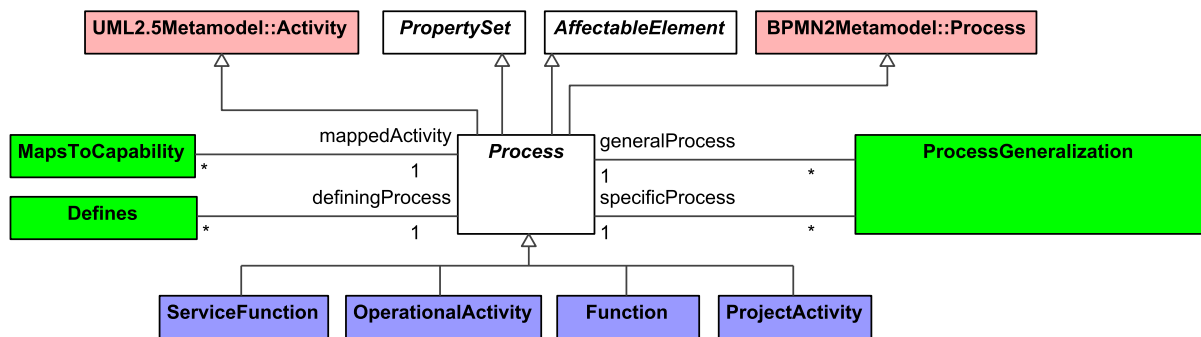 UML2.5Metamodel::Activity
PropertySet
AffectableElement
BPMN2Metamodel::Process
MapsToCapability
mappedActivity
*
1
Process
generalProcess
1
*
ProcessGeneralization
Defines
definingProcess
*
1
specificProcess
1
*
ServiceFunction
OperationalActivity
Function
ProjectActivity